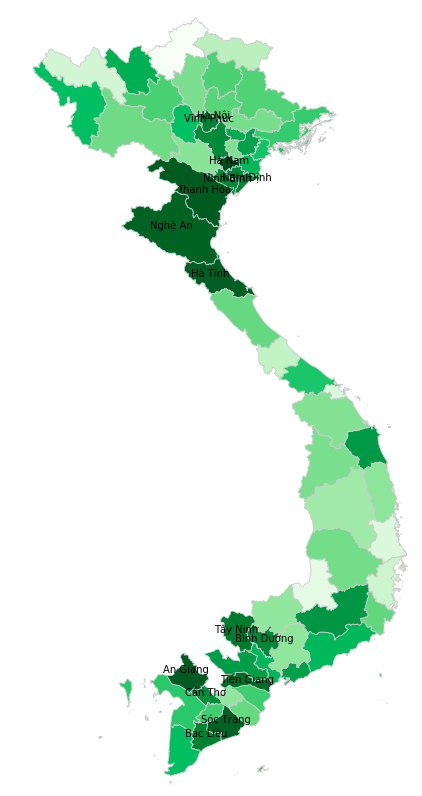 Hà Nội
Vĩnh Phúc
Hà Nam
Ninh Bình
Nam Định
Thanh Hóa
Nghệ An
Hà Tĩnh
Tây Ninh
Bình Dương
An Giang
Tiền Giang
Cần Thơ
Sóc Trăng
Bạc Liêu